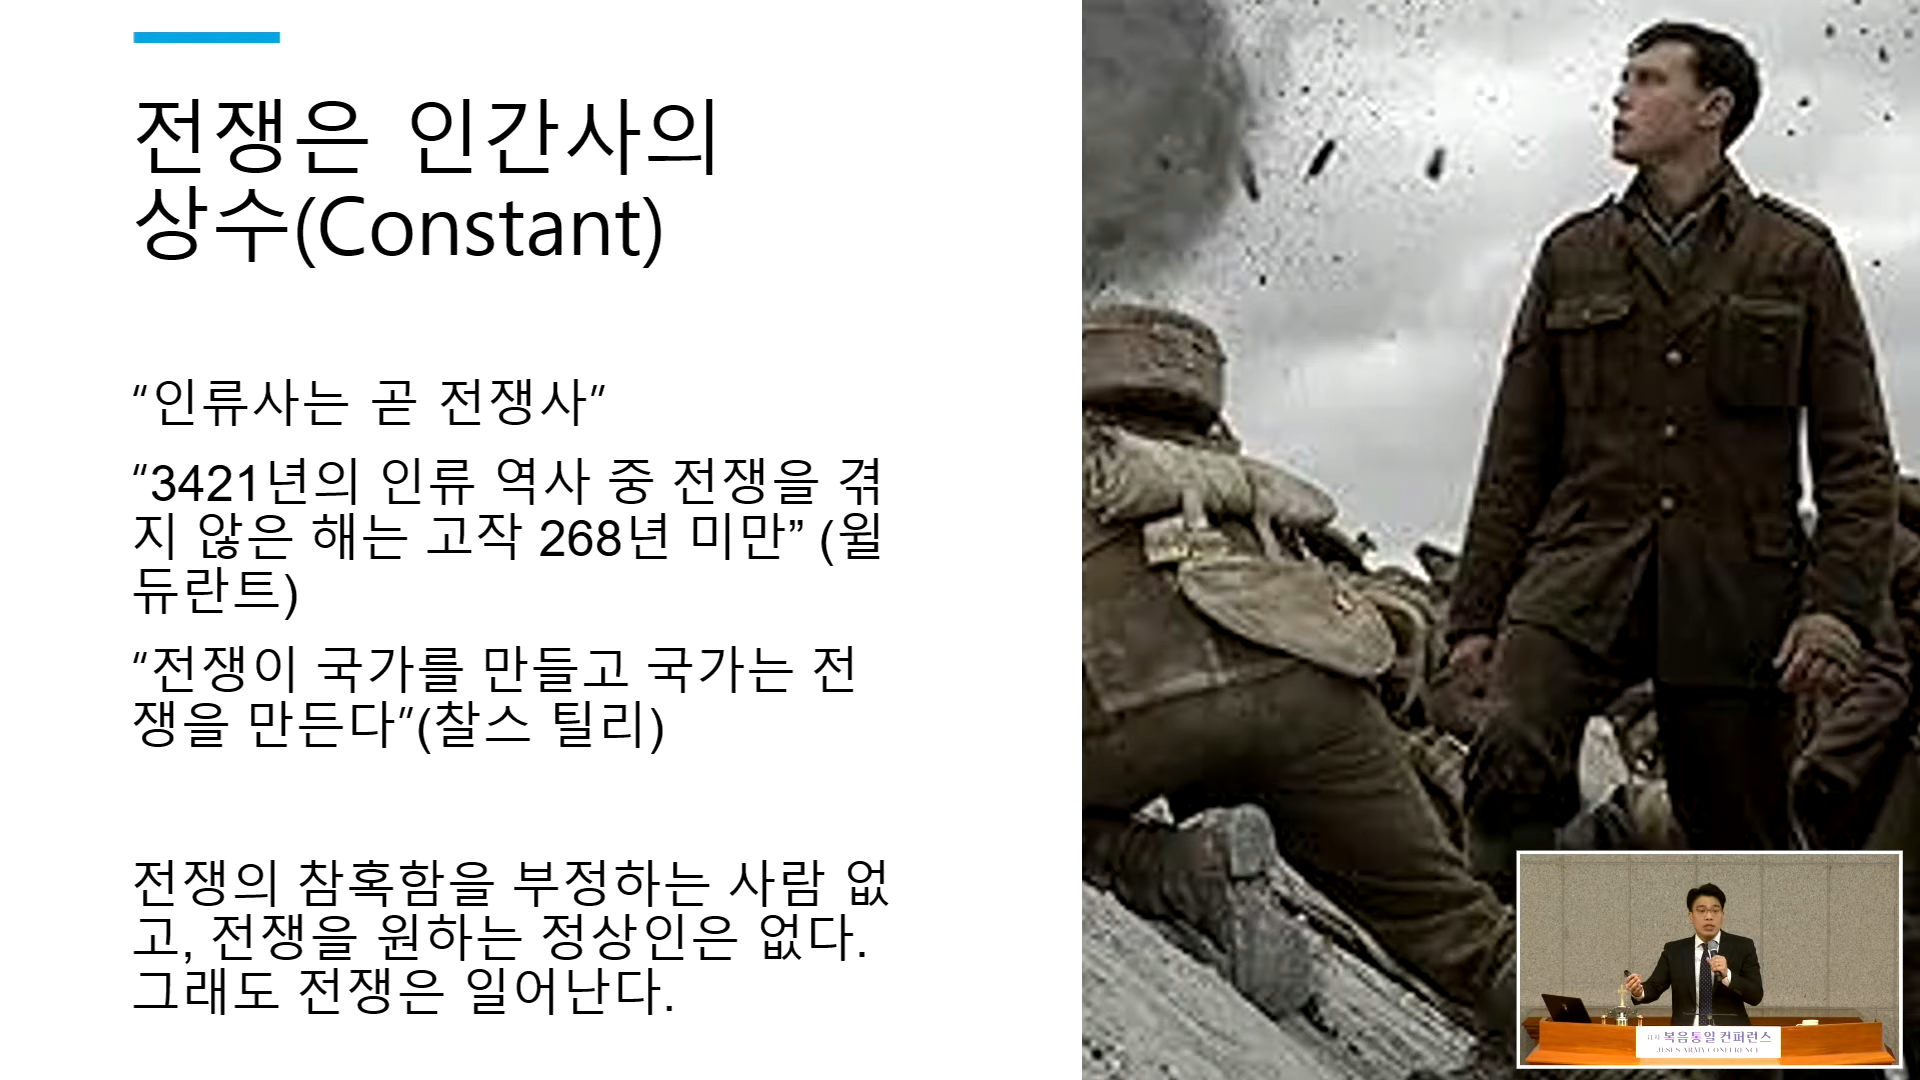 전쟁은 인간사의
상수(Constant)
“인류사는 곧 전쟁사”
“3421년의 인류 역사 중 전쟁을 겪
지 않은 해는 고작 268년 미만” (윌
듀란트)
“전쟁이 국가를 만들고 국가는 전
쟁을 만든다”(찰스 틸리)
전쟁의 참혹함을 부정하는 사람 없
고, 전쟁을 원하는 정상인은 없다.
그래도 전쟁은 일어난다.
복음통일 컨퍼런스
JESUS ARMY CONFERENCE